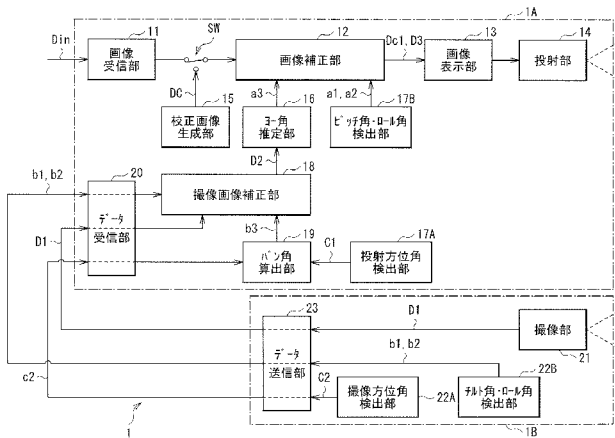 1A
Din
11
SW
12
Dc1, D3
13
14
画像
受信部
画像補正部
画像
表示部
投射部
DC
15
a3
16
a1, a2
17B
校正画像
生成部
ヨー角
推定部
ピッチ角・ロール角
検出部
b1, b2
20
D2
18
撮像画像補正部
データ
受信部
D1
b3
19
C1
17A
パン角
算出部
投射方位角
検出部
23
D1
撮像部
21
b1, b2
データ
送信部
22B
c2
C2
撮像方位角
検出部
22A
チルト角・ロール角
検出部
1
1B